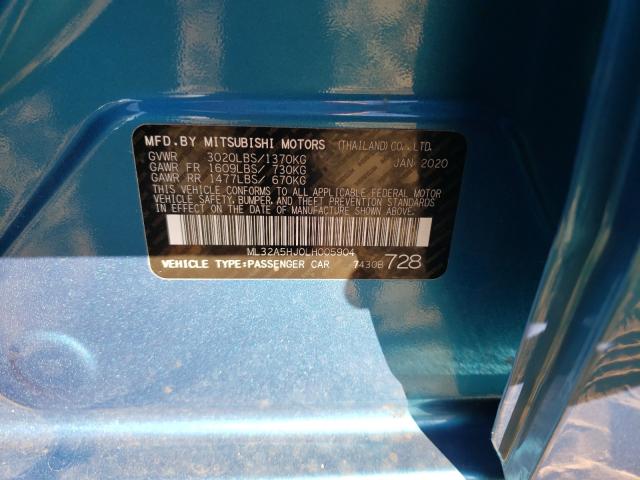 MFD.BY MITSUBISHI MOTORS (THAILAND) CO.,LTD.
GVWR 3020LBS/1370KG JAN 2020
GAWR FR 1609LBS/ 730KG
GAWR RR 1477LBS/ 670KG
THIS VEHICLE CONFORMS TO ALL APPLICABLE FEDERAL MOTOR
VEHICLE SAFETY, BUMPER, AND THEFT PREVENTION STANDARDS
IN EFFECT ON THE DATE OF MANUFACTURE SHOWN ABOVE.
ML32A5HJ0LH005904
VEHICLE TYPE:PASSENGER CAR 7430B 728